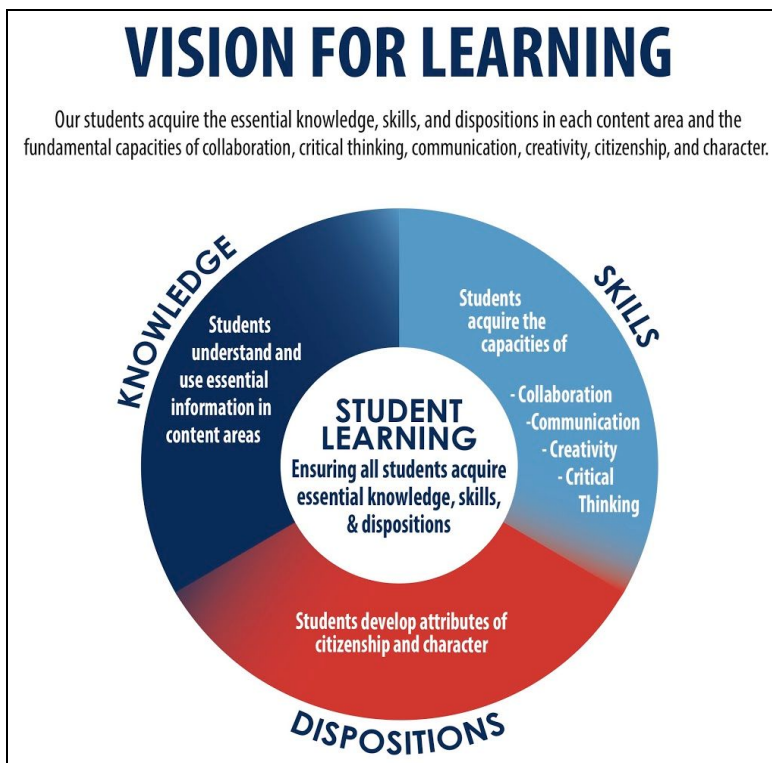 VISION FOR LEARNING
Our students acquire the essential knowledge, skills, and dispositions in each content area and the
fundamental capacities of collaboration, critical thinking, communication, creativity, citizenship, and character.
KNOWLEDGE
Students
understand and
use essential
information in
content areas
SKILLS
Students
acquire the
capacities of
- Collaboration
-Communication
- Creativity
- Critical
Thinking
STUDENT
LEARNING
Ensuring all students acquire
essential knowledge, skills,
& dispositions
Students develop attributes of
citizenship and character
DISPOSITIONS